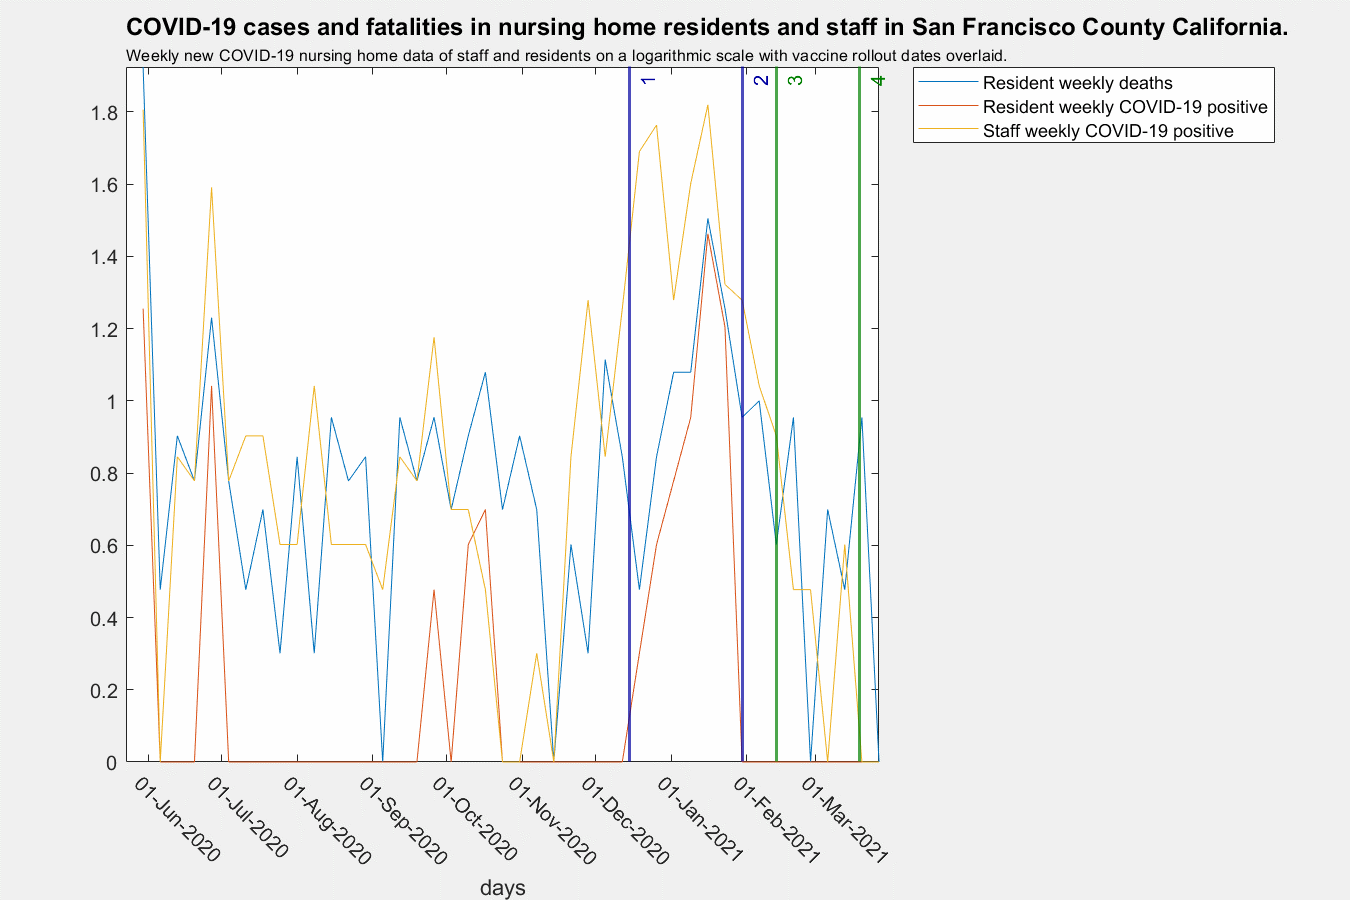 COVID-19 cases and fatalities in nursing home residents and staff in San Francisco County California.
Weekly new COVID-19 nursing home data of staff and residents on a logarithmic scale with vaccine rollout dates overlaid.
1
2
3
4
Resident weekly deaths
Resident weekly COVID-19 positive
Staff weekly COVID-19 positive
1.8
1.6
1.4
1.2
1
0.8
0.6
0.4
0.2
0
01-Jun-2020
01-Jul-2020
01-Aug-2020
01-Sep-2020
01-Oct-2020
01-Nov-2020
01-Dec-2020
01-Jan-2021
01-Feb-2021
01-Mar-2021
days